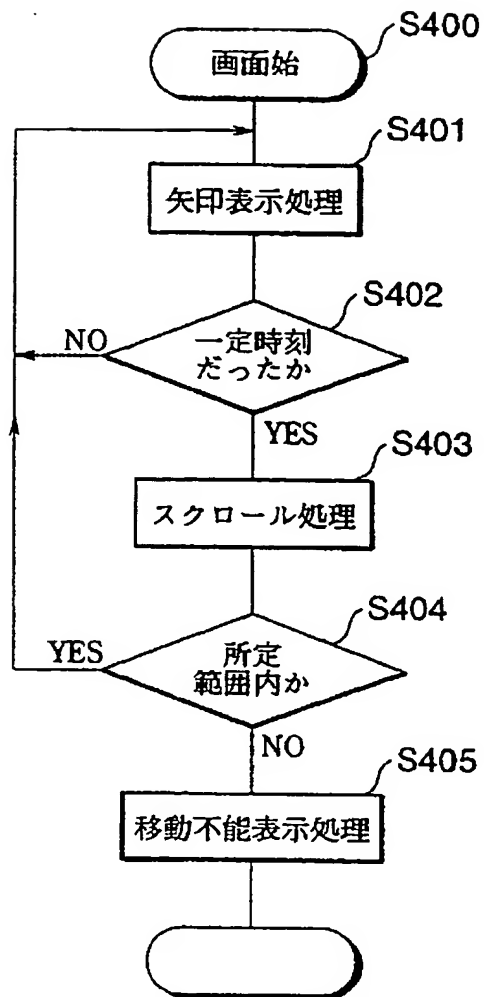 画面始
S400
S401
矢印表示処理
S402
NO
一定時刻
だったか
YES
S403
スクロール処理
S404
YES
所定
範囲内か
NO
S405
移動不能表示処理